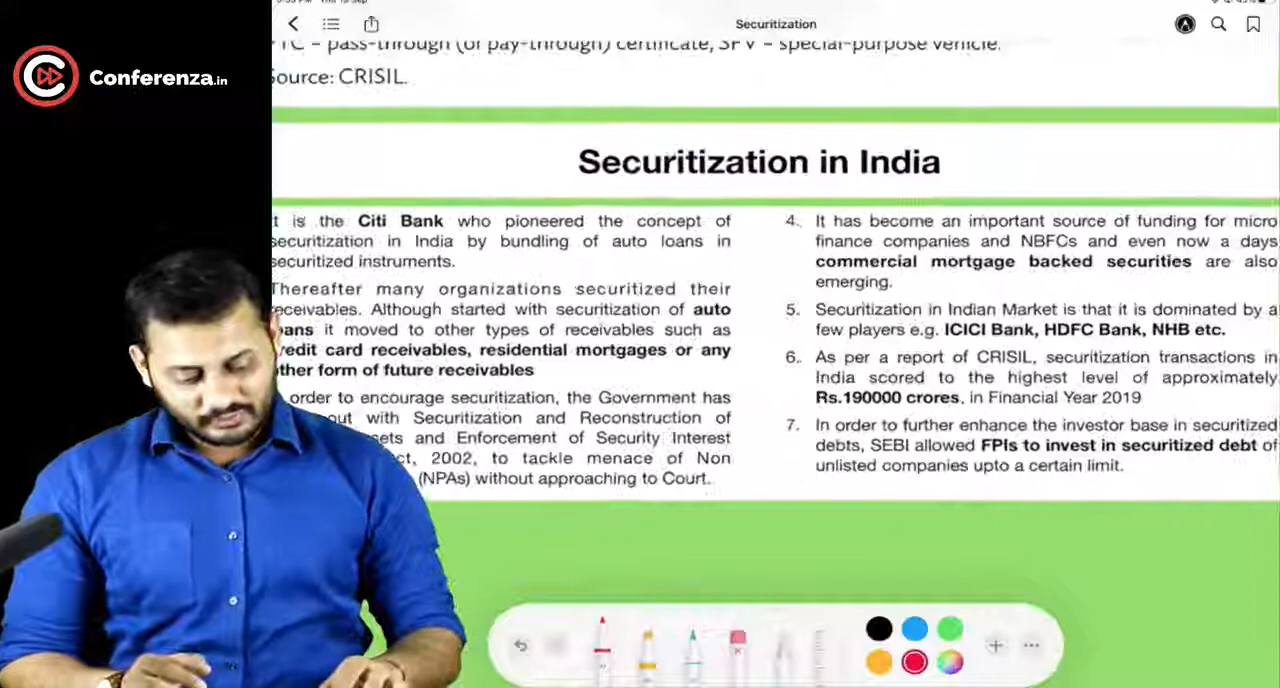 Securitization
Conferenza.in
PTC – pass-through (or pay-through) certificate, SPV – special-purpose vehicle.
Source: CRISIL.
Securitization in India
t is the Citi Bank who pioneered the concept of
securitization in India by bundling of auto loans in
securitized instruments.
Thereafter many organizations securitized their
receivables. Although started with securitization of auto
oans it moved to other types of receivables such as
redit card receivables, residential mortgages or any
ther form of future receivables
order to encourage securitization, the Government has
out with Securitization and Reconstruction of
sets and Enforcement of Security Interest
ct, 2002, to tackle menace of Non
(NPAs) without approaching to Court.
4. It has become an important source of funding for micro
finance companies and NBFCs and even now a days
commercial mortgage backed securities are also
emerging.
5. Securitization in Indian Market is that it is dominated by a
few players e.g. ICICI Bank, HDFC Bank, NHB etc.
6. As per a report of CRISIL, securitization transactions in
India scored to the highest level of approximately
Rs.190000 crores, in Financial Year 2019
7. In order to further enhance the investor base in securitized
debts, SEBI allowed FPIs to invest in securitized debt of
unlisted companies upto a certain limit.